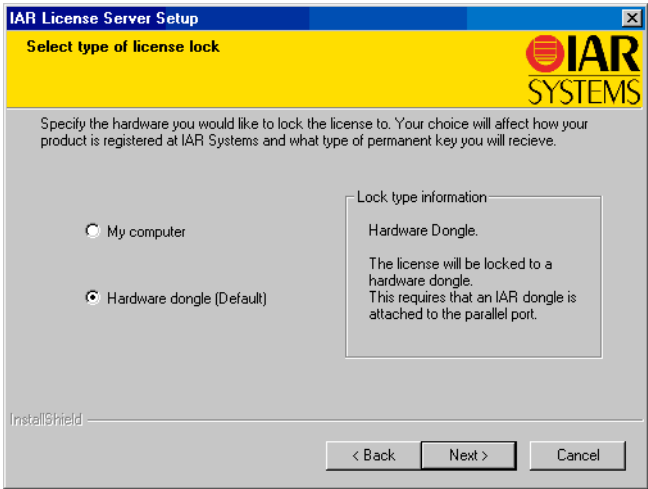 IAR License Server Setup
Select type of license lock
IAR
SYSTEMS
Specify the hardware you would like to lock the license to. Your choice will affect how your
product is registered at IAR Systems and what type of permanent key you will recieve.
My computer
Hardware dongle (Default)
Lock type information
Hardware Dongle.
The license will be locked to a
hardware dongle.
This requires that an IAR dongle is
attached to the parallel port.
InstallShield
< Back
Next >
Cancel